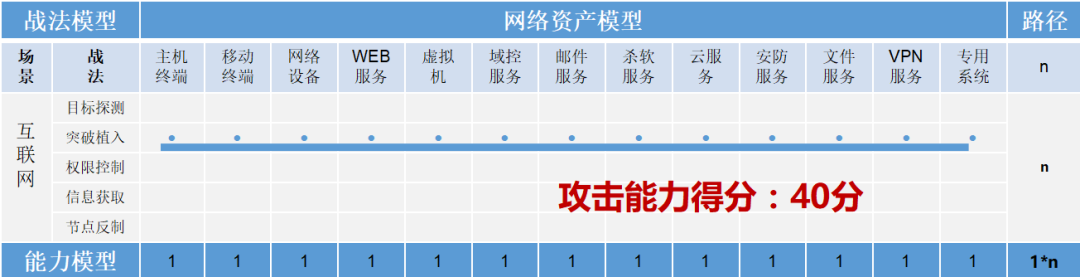 战法模型 网络资产模型 路径
场景 战法 主机终端 移动终端 网络设备 WEB服务 虚拟机 域控服务 邮件服务 杀软服务 云服务 安防服务 文件服务 VPN服务 专用系统 n
互联网 目标探测
突破植入
权限控制 n
信息获取
攻击能力得分：40分
节点反制
能力模型 1 1 1 1 1 1 1 1 1 1 1 1 1 1*n